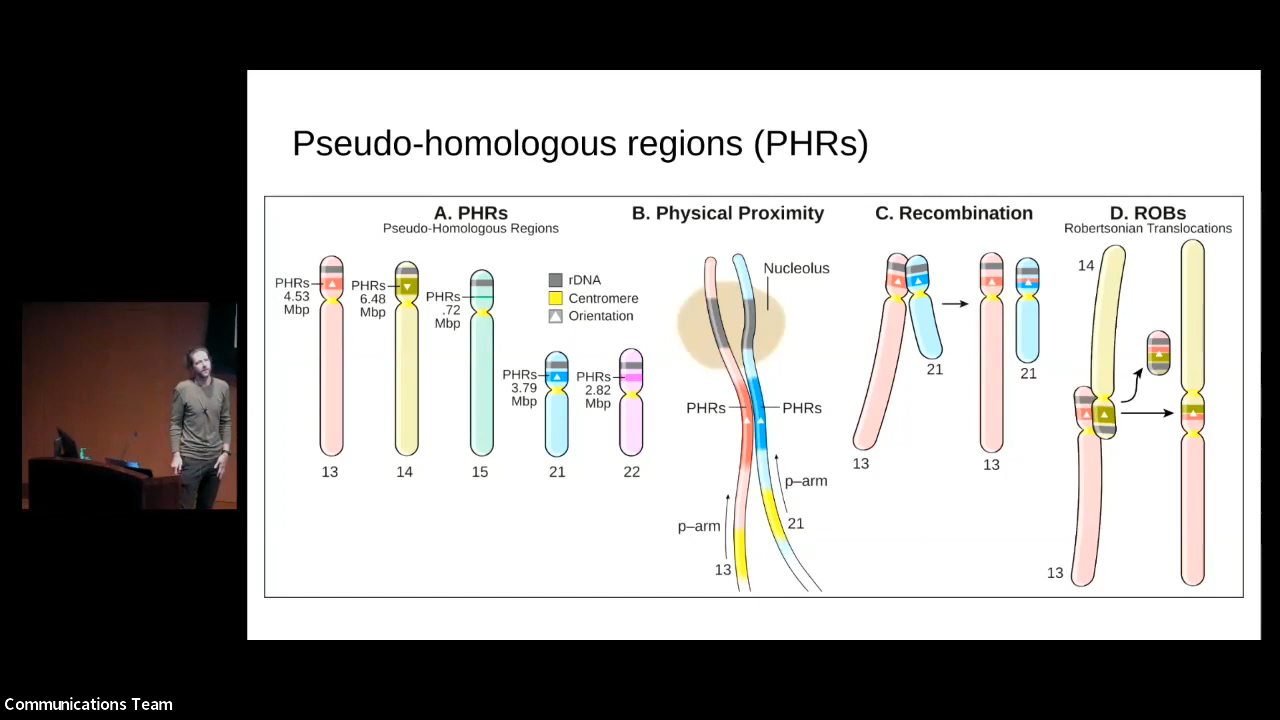 Pseudo-homologous regions (PHRs)
A. PHRs
Pseudo-Homologous Regions
PHRs
4.53
Mbp
PHRs
6.48
Mbp
PHRs
.72
Mbp
rDNA
Centromere
Orientation
PHRs
3.79
Mbp
PHRs
2.82
Mbp
13
14
15
21
22
B. Physical Proximity
Nucleolus
PHRs
PHRs
p–arm
p–arm
21
13
C. Recombination
21
21
13
13
D. ROBs
Robertsonian Translocations
14
13
Communications Team